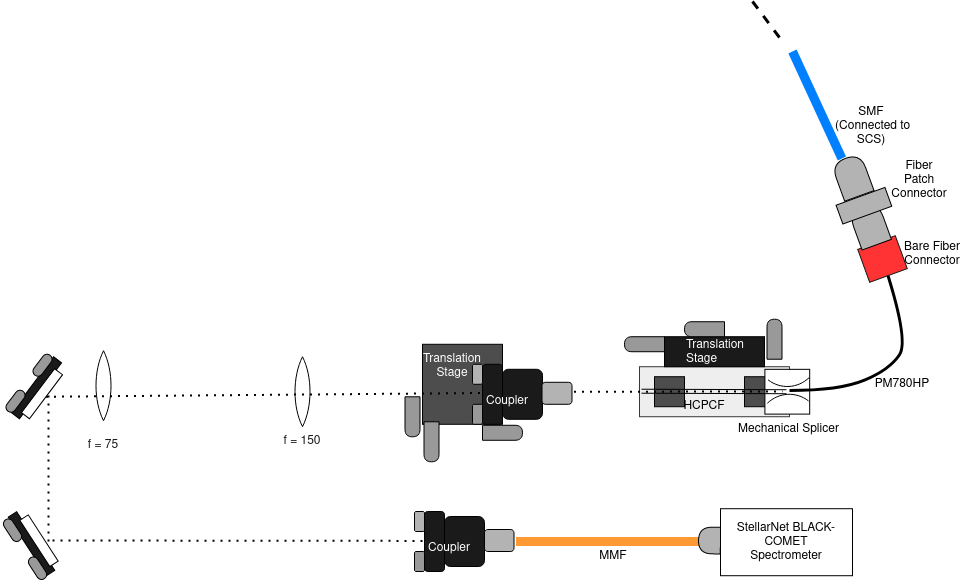 SMF
(Connected to
SCS)
Fiber
Patch
Connector
Bare Fiber
Connector
Translation
Stage
Translation
Stage
Coupler
HCPCF
PM780HP
Mechanical Splicer
f = 75
f = 150
Coupler
MMF
StellarNet BLACK-
COMET
Spectrometer